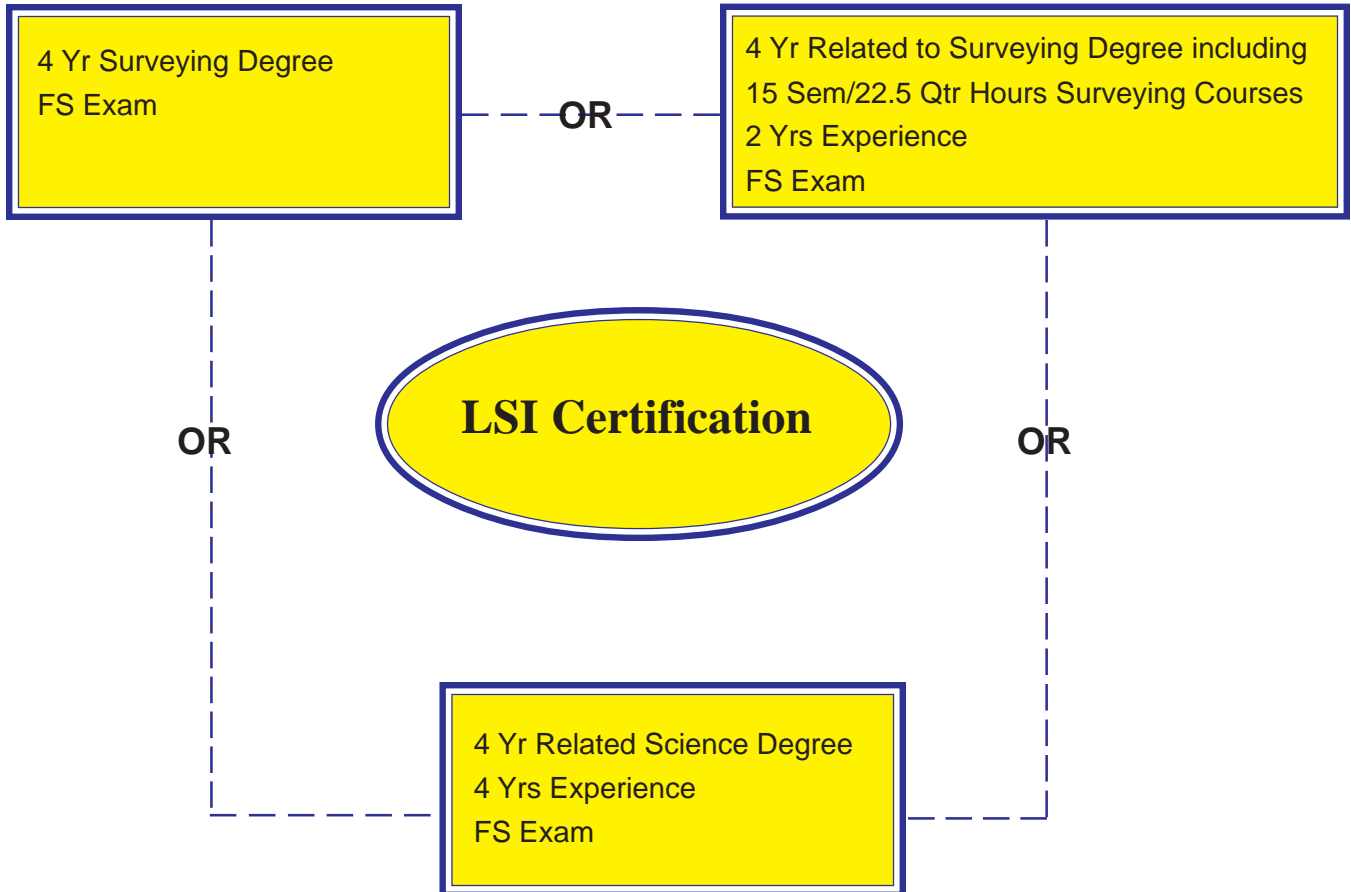 4 Yr Surveying Degree
FS Exam
OR
4 Yr Related to Surveying Degree including
15 Sem/22.5 Qtr Hours Surveying Courses
2 Yrs Experience
FS Exam
LSI Certification
OR
OR
4 Yr Related Science Degree
4 Yrs Experience
FS Exam